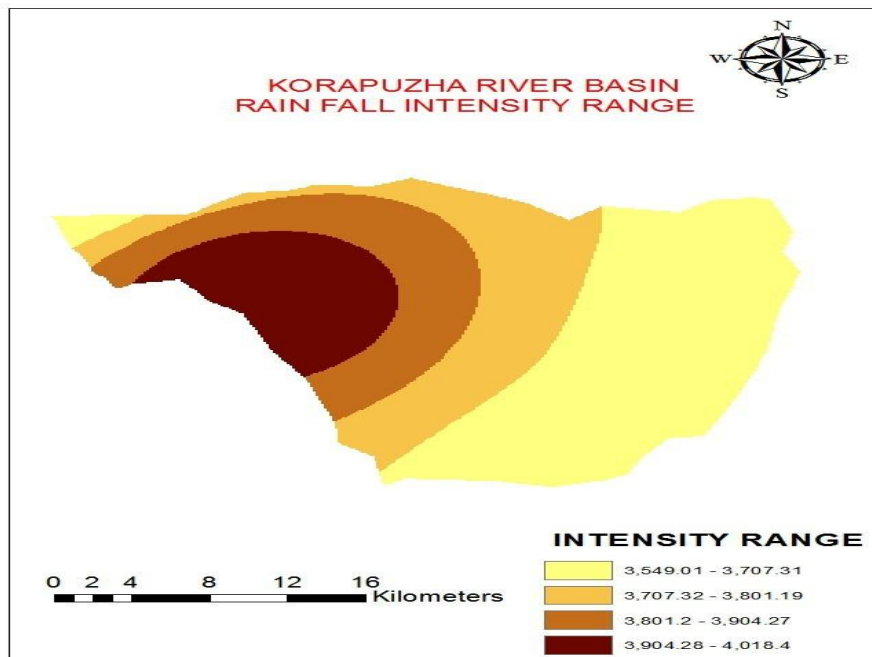 N
W E
S
KORAPUZHA RIVER BASIN
RAIN FALL INTENSITY RANGE
INTENSITY RANGE
3,549.01 - 3,707.31
3,707.32 - 3,801.19
3,801.2 - 3,904.27
3,904.28 - 4,018.4
0 2 4 8 12 16
Kilometers